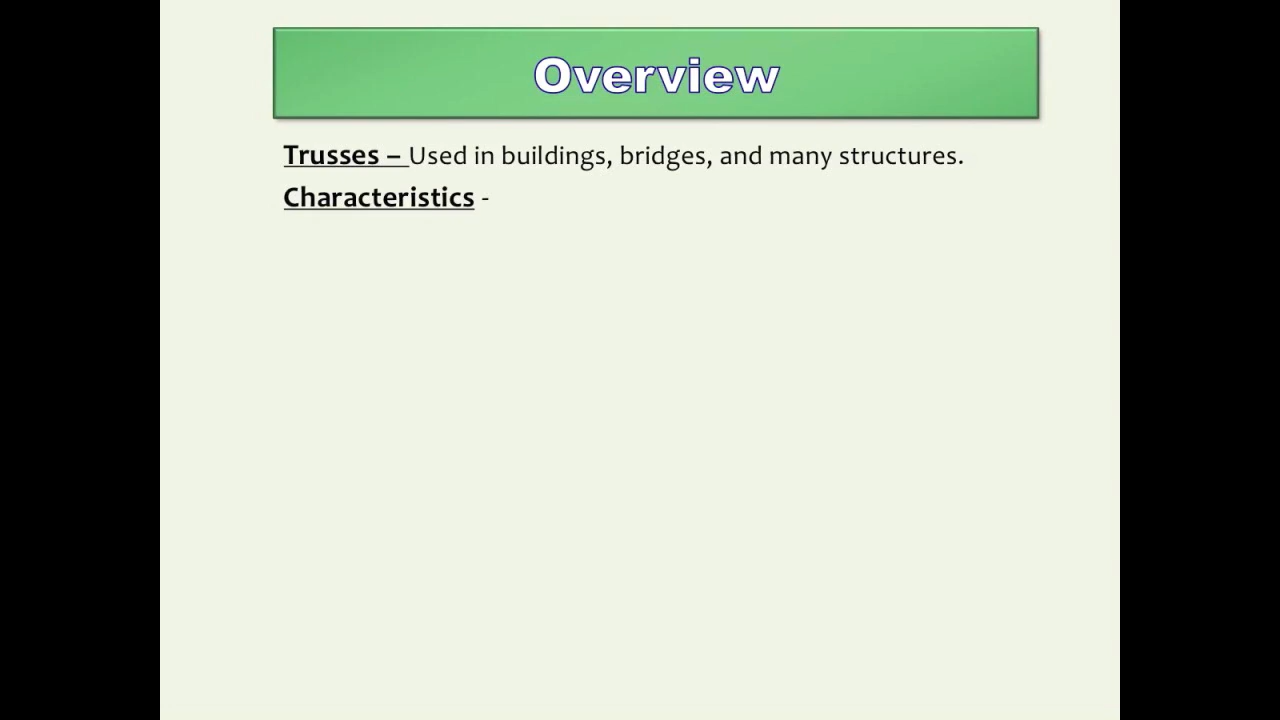 Overview
Trusses – Used in buildings, bridges, and many structures.
Characteristics -